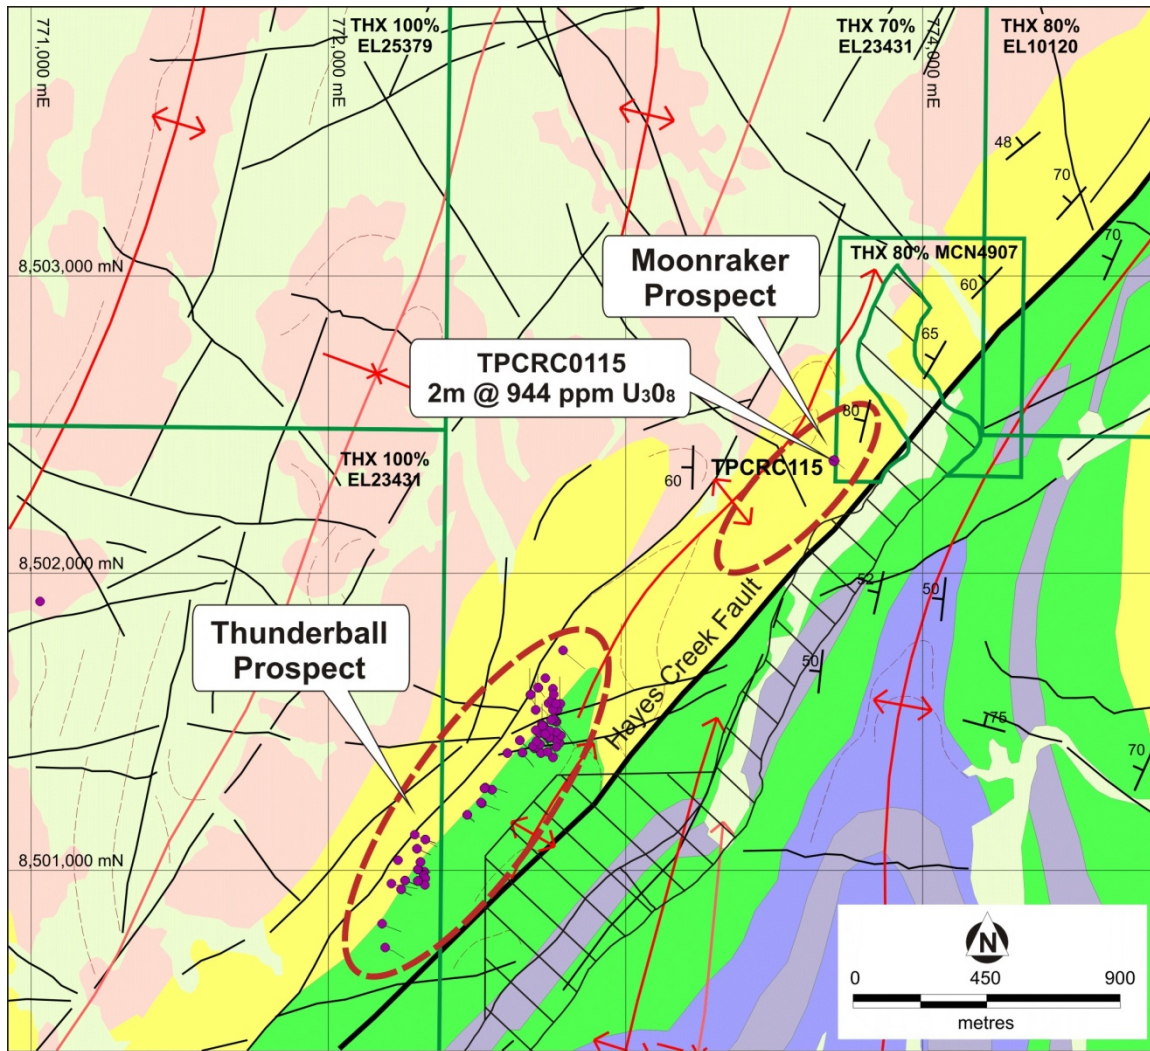 771,000 mE
772,000 mE
THX 100%
EL25379
THX 70%
EL23431
774,000 mE
THX 80%
EL10120
48
70
70
8,503,000 mN
Moonraker
Prospect
THX 80% MCN4907
60
65
TPCRC0115
2m @ 944 ppm U₃0₈
80
THX 100%
EL23431
60
TPCRC115
8,502,000 mN
52
50
Hayes Creek Fault
Thunderball
Prospect
50
75
70
8,501,000 mN
N
0
450
900
metres